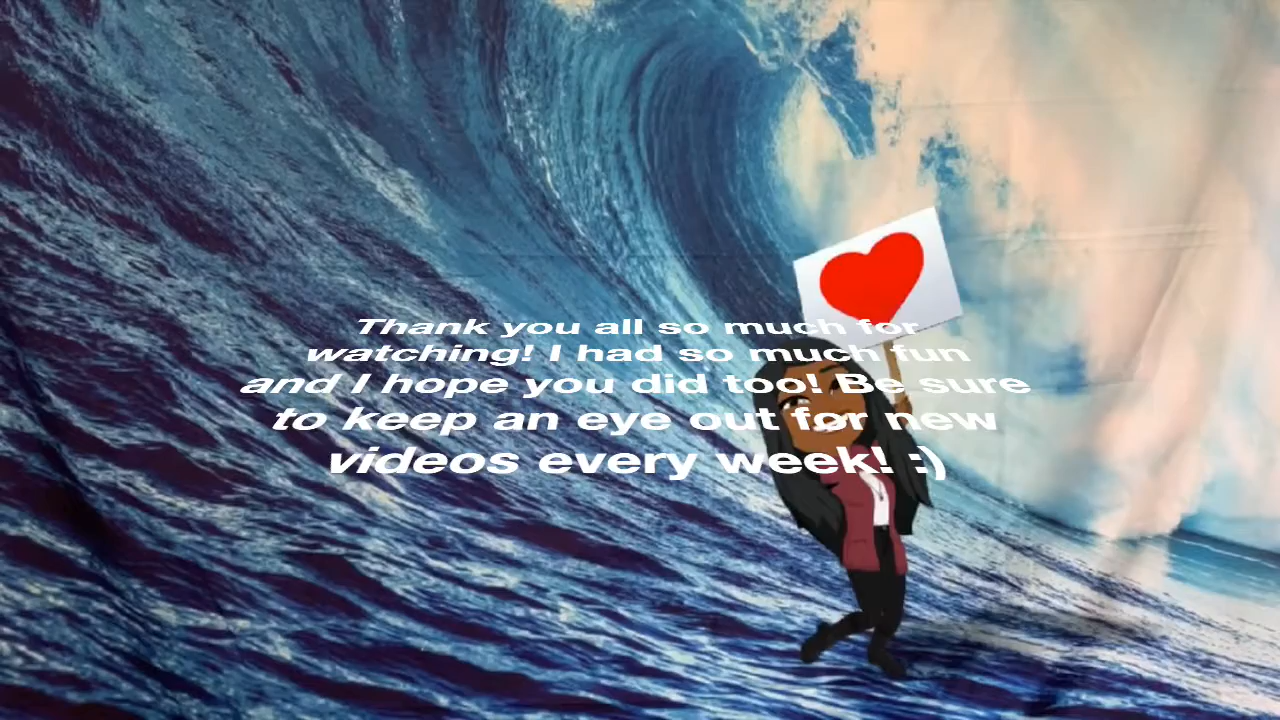 Thank you all so much for
watching! I had so much fun
and I hope you did too! Be sure
to keep an eye out for new
videos every week! :)